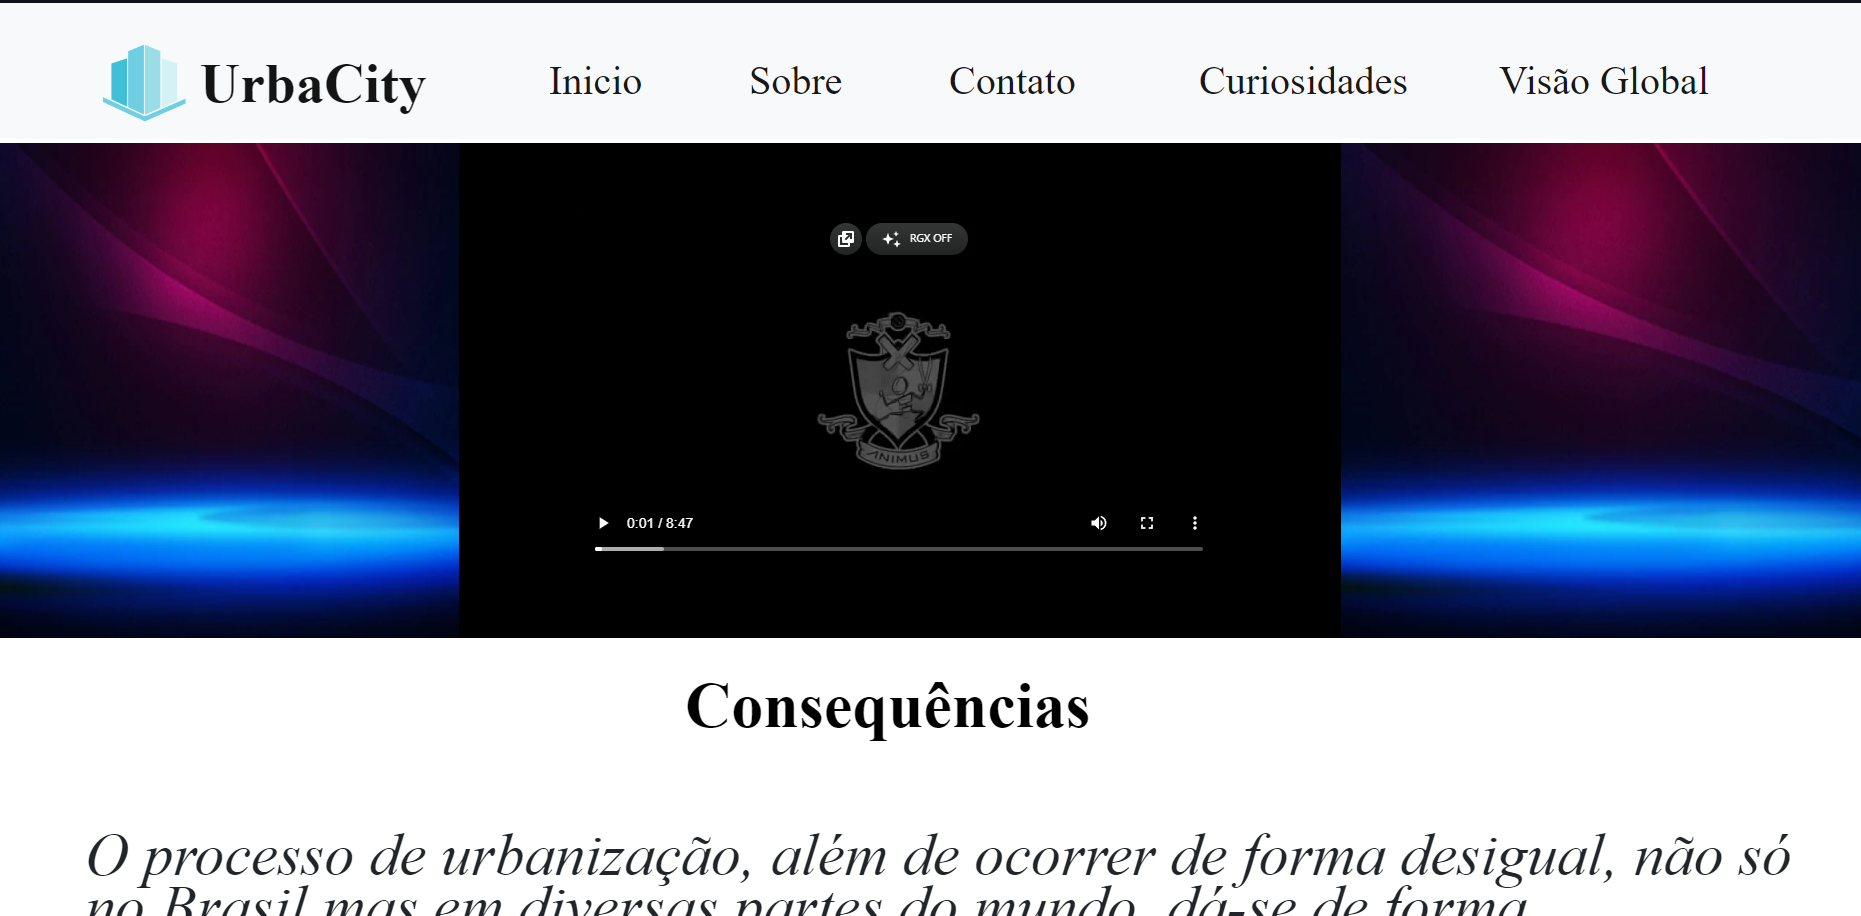 UrbaCity Inicio Sobre Contato Curiosidades Visão Global
RGX OFF
ANIMUS
0:01 / 8:47
Consequências
O processo de urbanização, além de ocorrer de forma desigual, não só
no Brasil mas em diversas partes do mundo, dá-se de forma